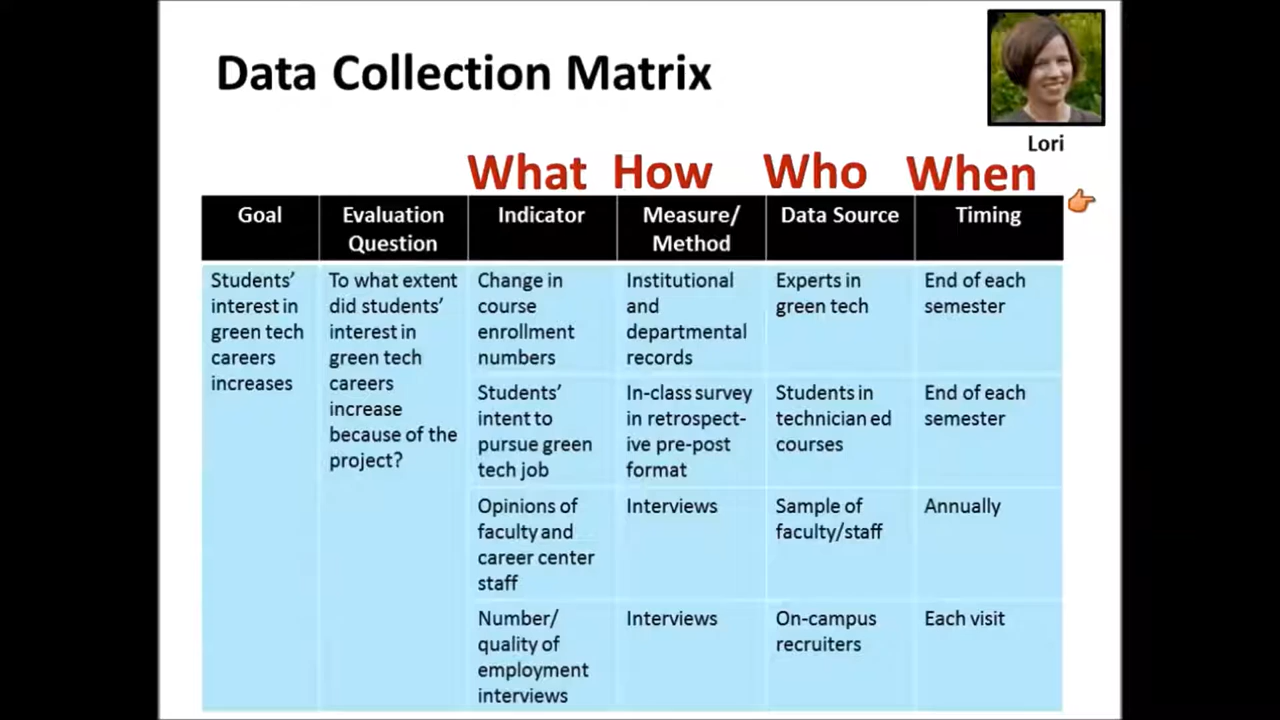 Data Collection Matrix
Lori
What How Who When
Goal
Evaluation
Question
Indicator
Measure/
Method
Data Source
Timing
Students'
interest in
green tech
careers
increases
To what extent
did students'
interest in
green tech
careers
increase
because of the
project?
Change in
course
enrollment
numbers
Institutional
and
departmental
records
Experts in
green tech
End of each
semester
Students'
intent to
pursue green
tech job
In-class survey
in retrospect-
ive pre-post
format
Students in
technician ed
courses
End of each
semester
Opinions of
faculty and
career center
staff
Interviews
Sample of
faculty/staff
Annually
Number/
quality of
employment
interviews
Interviews
On-campus
recruiters
Each visit